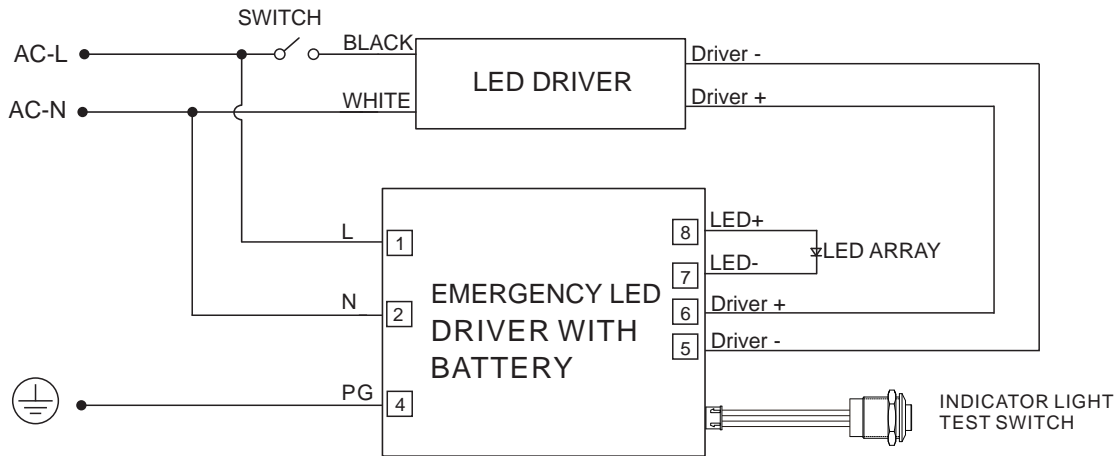 SWITCH
AC-L
BLACK
LED DRIVER
Driver -
AC-N
WHITE
Driver +
L
1
N
2
PG
4
EMERGENCY LED
DRIVER WITH
BATTERY
8
LED+
LED ARRAY
7
LED-
6
Driver +
5
Driver -
INDICATOR LIGHT
TEST SWITCH